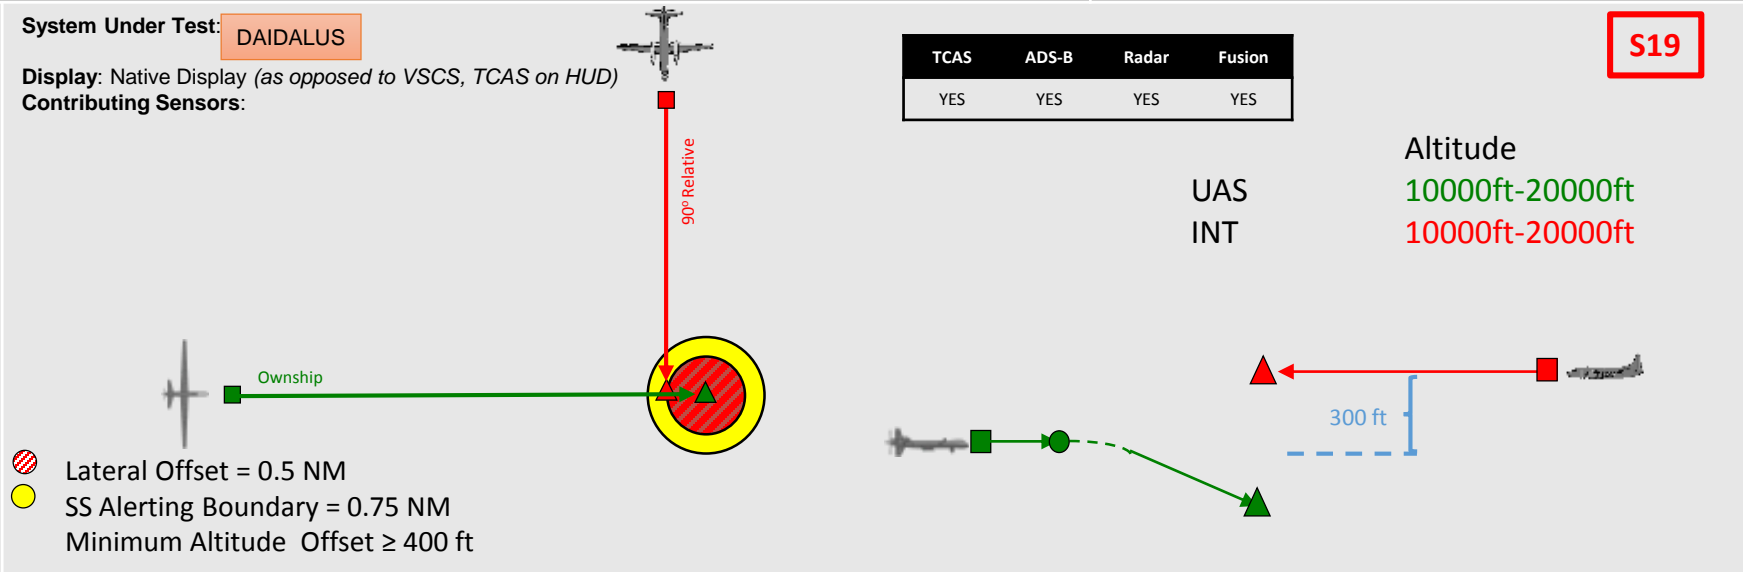 System Under Test:
DAIDALUS
Display: Native Display (as opposed to VSCS, TCAS on HUD)
Contributing Sensors:
TCAS ADS-B Radar Fusion
YES YES YES YES
S19
Altitude
UAS 10000ft-20000ft
INT 10000ft-20000ft
90º Relative
Ownship
300 ft
Lateral Offset = 0.5 NM
SS Alerting Boundary = 0.75 NM
Minimum Altitude Offset ≥ 400 ft